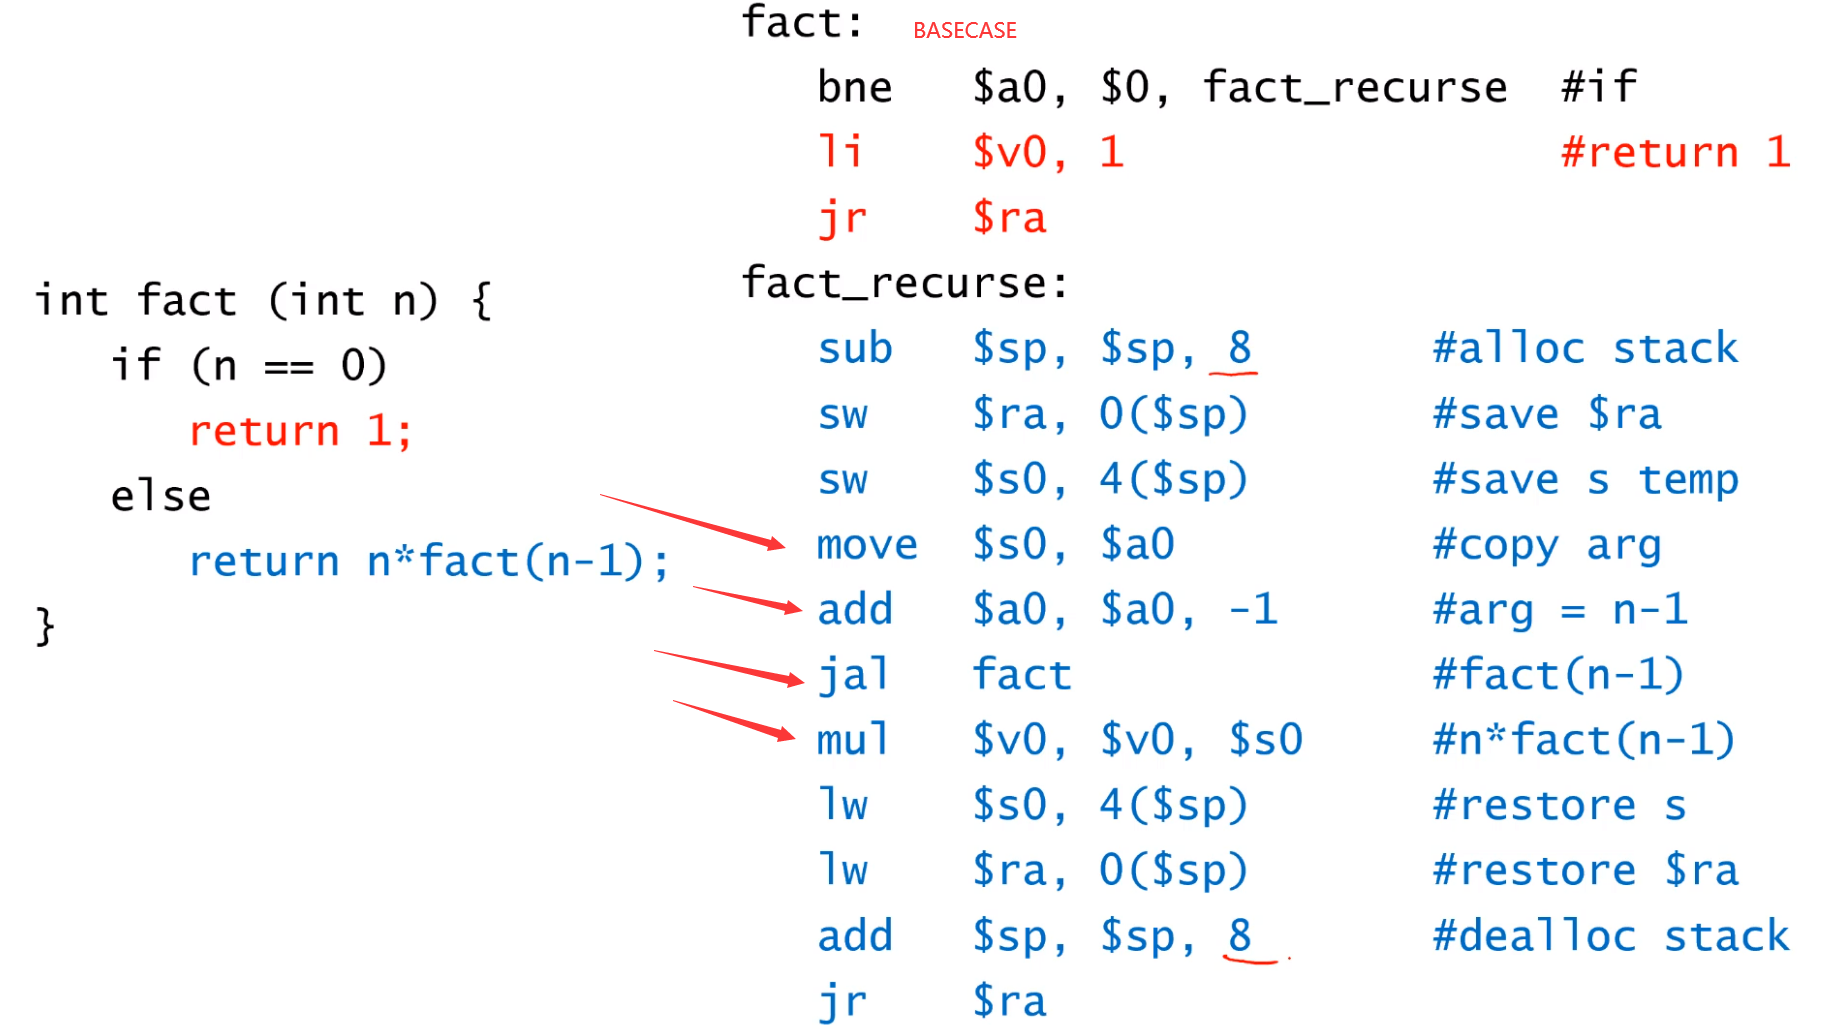 int fact (int n) {
if (n == 0)
return 1;
else
return n*fact(n-1);
}
fact: BASECASE
bne $a0, $0, fact_recurse #if
li $v0, 1 #return 1
jr $ra
fact_recurse:
sub $sp, $sp, 8 #alloc stack
sw $ra, 0($sp) #save $ra
sw $s0, 4($sp) #save s temp
move $s0, $a0 #copy arg
add $a0, $a0, -1 #arg = n-1
jal fact #fact(n-1)
mul $v0, $v0, $s0 #n*fact(n-1)
lw $s0, 4($sp) #restore s
lw $ra, 0($sp) #restore $ra
add $sp, $sp, 8 #dealloc stack
jr $ra